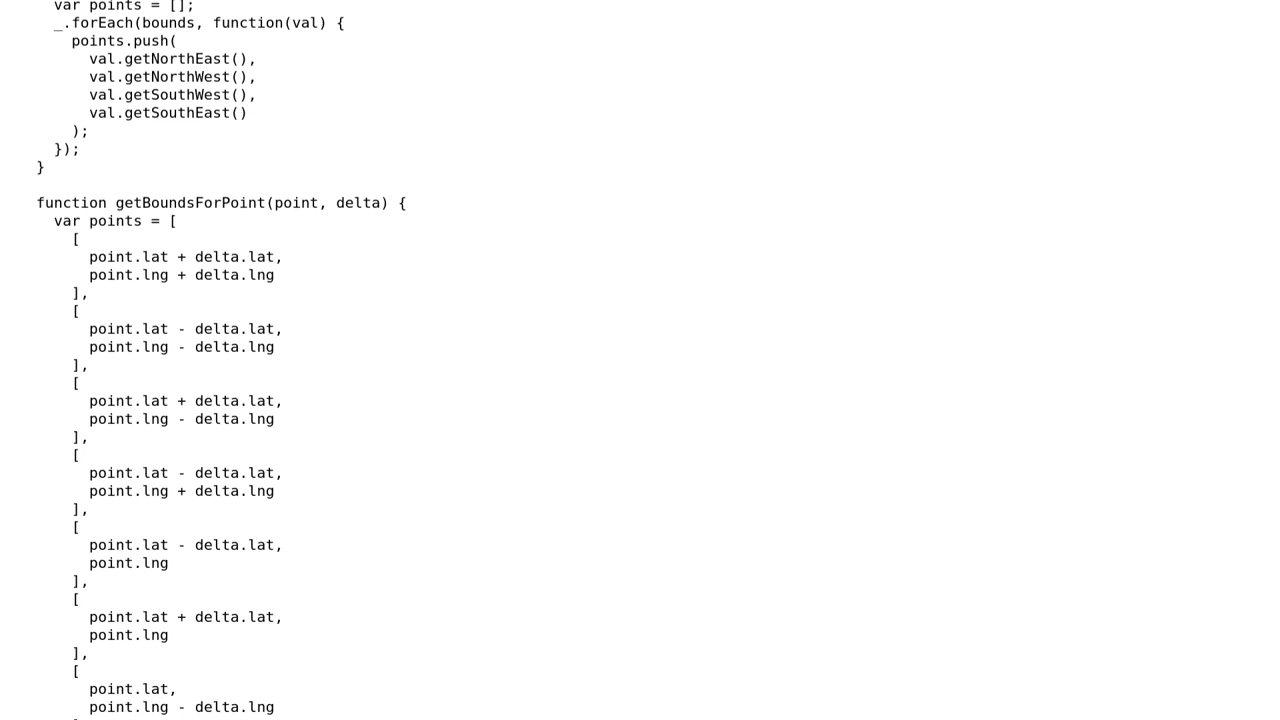 var points = [];
_.forEach(bounds, function(val) {
points.push(
val.getNorthEast(),
val.getNorthWest(),
val.getSouthWest(),
val.getSouthEast()
);
});
}
function getBoundsForPoint(point, delta) {
var points = [
[
point.lat + delta.lat,
point.lng + delta.lng
],
[
point.lat - delta.lat,
point.lng - delta.lng
],
[
point.lat + delta.lat,
point.lng - delta.lng
],
[
point.lat - delta.lat,
point.lng + delta.lng
],
[
point.lat - delta.lat,
point.lng
],
[
point.lat + delta.lat,
point.lng
],
[
point.lat,
point.lng - delta.lng